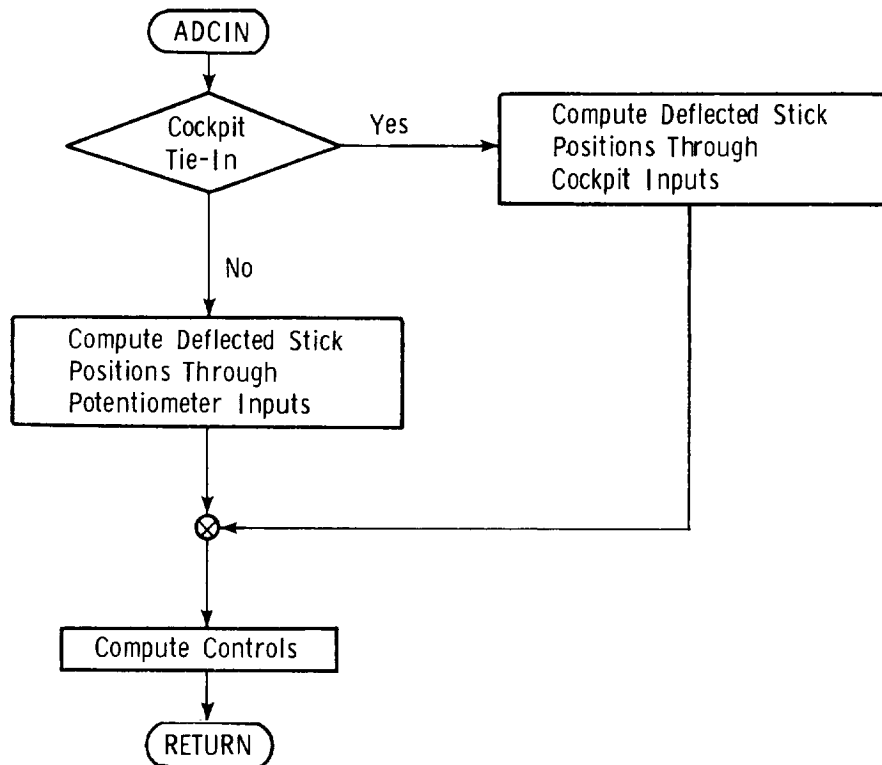 ADCIN
Cockpit
Tie-In
Yes
Compute Deflected Stick
Positions Through
Cockpit Inputs
No
Compute Deflected Stick
Positions Through
Potentiometer Inputs
Compute Controls
RETURN